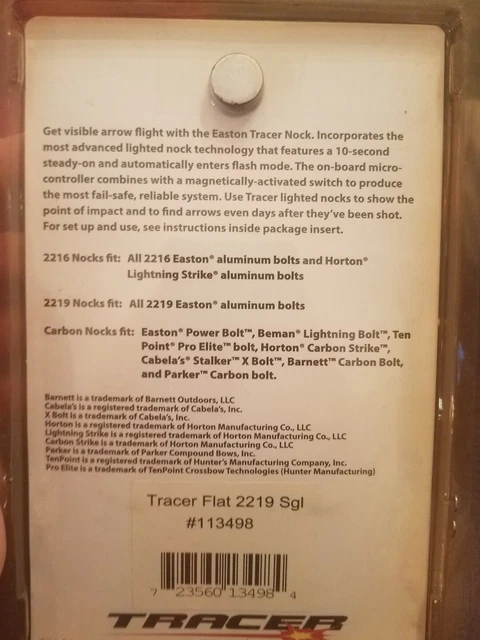 Get visible arrow flight with the Easton Tracer Nock. Incorporates the
most advanced lighted nock technology that features a 10-second
steady-on and automatically enters flash mode. The on-board micro-
controller combines with a magnetically-activated switch to produce
the most fail-safe, reliable system. Use Tracer lighted nocks to show the
point of impact and to find arrows even days after they've been shot.
For set up and use, see instructions inside package insert.
2216 Nocks fit: All 2216 Easton® aluminum bolts and Horton®
Lightning Strike® aluminum bolts
2219 Nocks fit: All 2219 Easton® aluminum bolts
Carbon Nocks fit: Easton® Power Bolt™, Beman® Lightning Bolt™, Ten
Point® Pro Elite™ bolt, Horton® Carbon Strike™,
Cabela's® Stalker™ X Bolt™, Barnett™ Carbon Bolt,
and Parker™ Carbon bolt.
Barnett is a trademark of Barnett Outdoors, LLC
Cabela's is a registered trademark of Cabela's, Inc.
X Bolt is a trademark of Cabela's, Inc.
Horton is a registered trademark of Horton Manufacturing Co., LLC
Lightning Strike is a registered trademark of Horton Manufacturing Co., LLC
Carbon Strike is a trademark of Horton Manufacturing Co., LLC
Parker is a trademark of Parker Compound Bows, Inc.
TenPoint is a registered trademark of Hunter's Manufacturing Company, Inc.
Pro Elite is a trademark of TenPoint Crossbow Technologies (Hunter Manufacturing)
Tracer Flat 2219 Sgl
#113498
7 23560 13498 4
TRACER